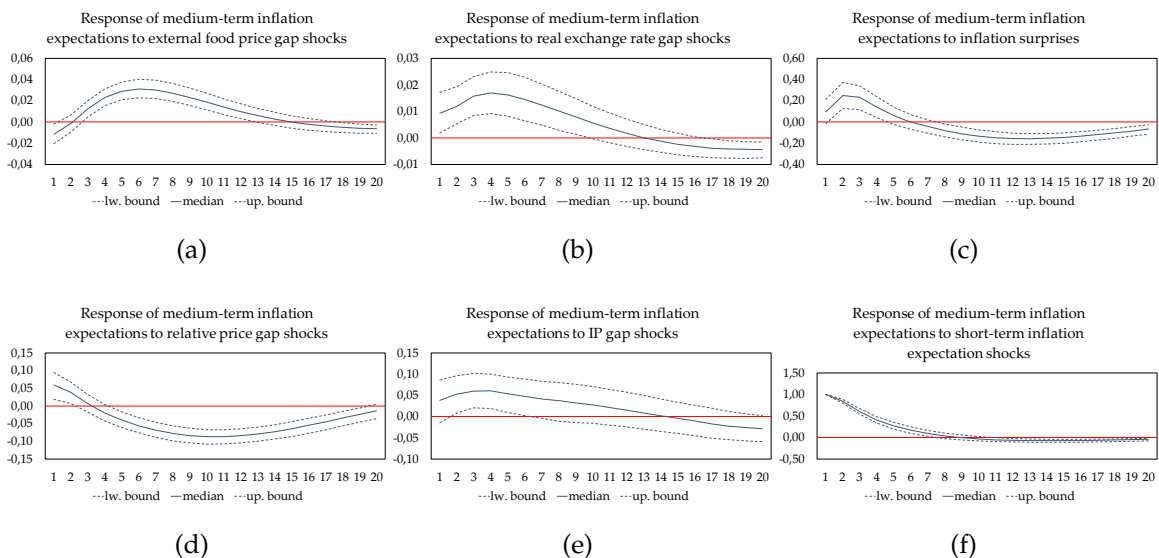 Response of medium-term inflation
expectations to external food price gap shocks
0,06
0,04
0,02
0,00
-0,02
-0,04
1 2 3 4 5 6 7 8 9 10 11 12 13 14 15 16 17 18 19 20
lw. bound median up. bound
(a)
Response of medium-term inflation
expectations to real exchange rate gap shocks
0,03
0,02
0,01
0,00
-0,01
1 2 3 4 5 6 7 8 9 10 11 12 13 14 15 16 17 18 19 20
lw. bound median up. bound
(b)
Response of medium-term inflation
expectations to inflation surprises
0,60
0,40
0,20
0,00
-0,20
-0,40
1 2 3 4 5 6 7 8 9 10 11 12 13 14 15 16 17 18 19 20
lw. bound median up. bound
(c)
Response of medium-term inflation
expectations to relative price gap shocks
0,15
0,10
0,05
0,00
-0,05
-0,10
-0,15
1 2 3 4 5 6 7 8 9 10 11 12 13 14 15 16 17 18 19 20
lw. bound median up. bound
(d)
Response of medium-term inflation
expectations to IP gap shocks
0,15
0,10
0,05
0,00
-0,05
-0,10
1 2 3 4 5 6 7 8 9 10 11 12 13 14 15 16 17 18 19 20
lw. bound median up. bound
(e)
Response of medium-term inflation
expectations to short-term inflation
expectation shocks
1,50
1,00
0,50
0,00
-0,50
1 2 3 4 5 6 7 8 9 10 11 12 13 14 15 16 17 18 19 20
lw. bound median up. bound
(f)